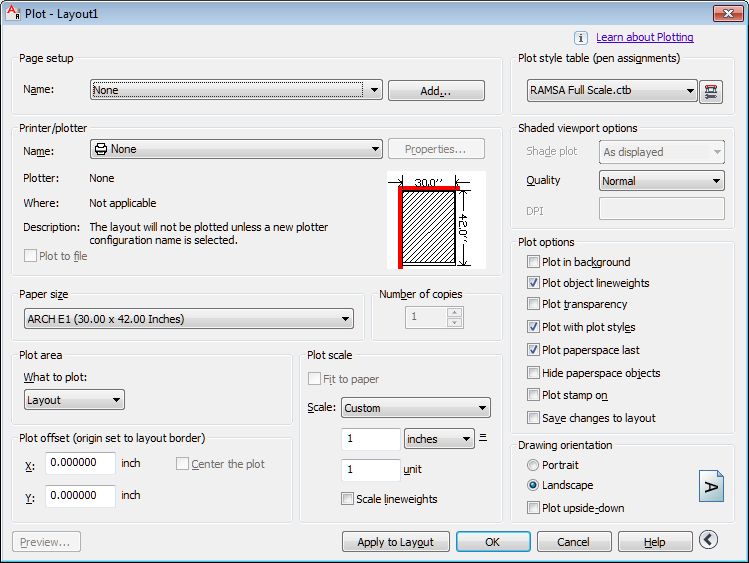 Plot - Layout1
Learn about Plotting
Page setup
Name:
None
Add...
Plot style table (pen assignments)
RAMSA Full Scale.ctb
Printer/plotter
Name:
None
Properties...
Plotter:
None
Where:
Not applicable
Description:
The layout will not be plotted unless a new plotter
configuration name is selected.
Plot to file
30.0''
42.0''
Shaded viewport options
Shade plot
As displayed
Quality
Normal
DPI
Paper size
ARCH E1 (30.00 x 42.00 Inches)
Number of copies
1
Plot options
Plot in background
Plot object lineweights
Plot transparency
Plot with plot styles
Plot paperspace last
Hide paperspace objects
Plot stamp on
Save changes to layout
Plot area
What to plot:
Layout
Plot scale
Fit to paper
Scale:
Custom
1
inches
=
1
unit
Scale lineweights
Plot offset (origin set to layout border)
X:
0.000000
inch
Center the plot
Y:
0.000000
inch
Drawing orientation
Portrait
Landscape
Plot upside-down
A
Preview...
Apply to Layout
OK
Cancel
Help